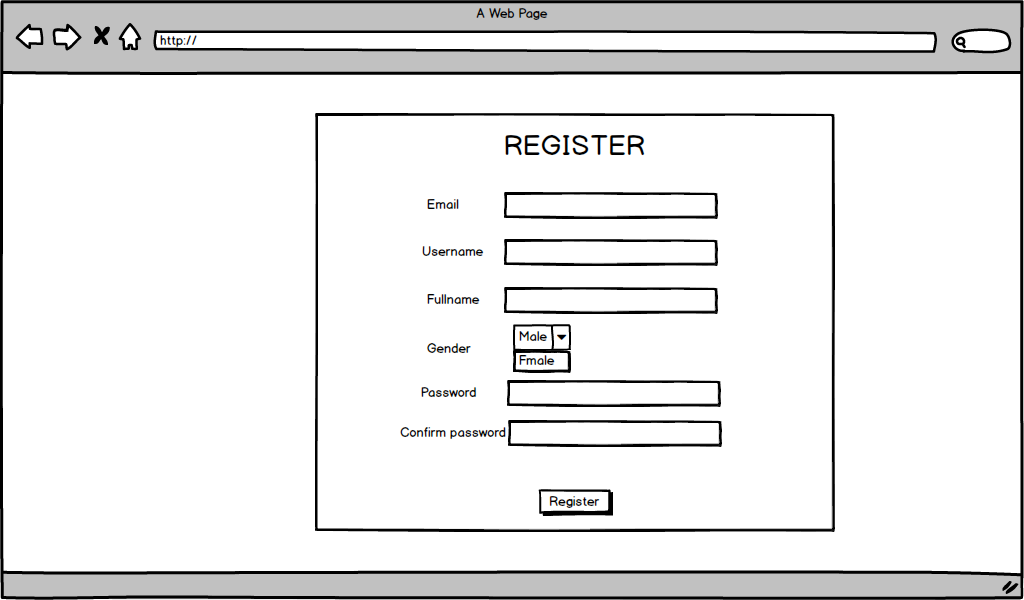 A Web Page
http://
REGISTER
Email
Username
Fullname
Gender
Male
Fmale
Password
Confirm password
Register